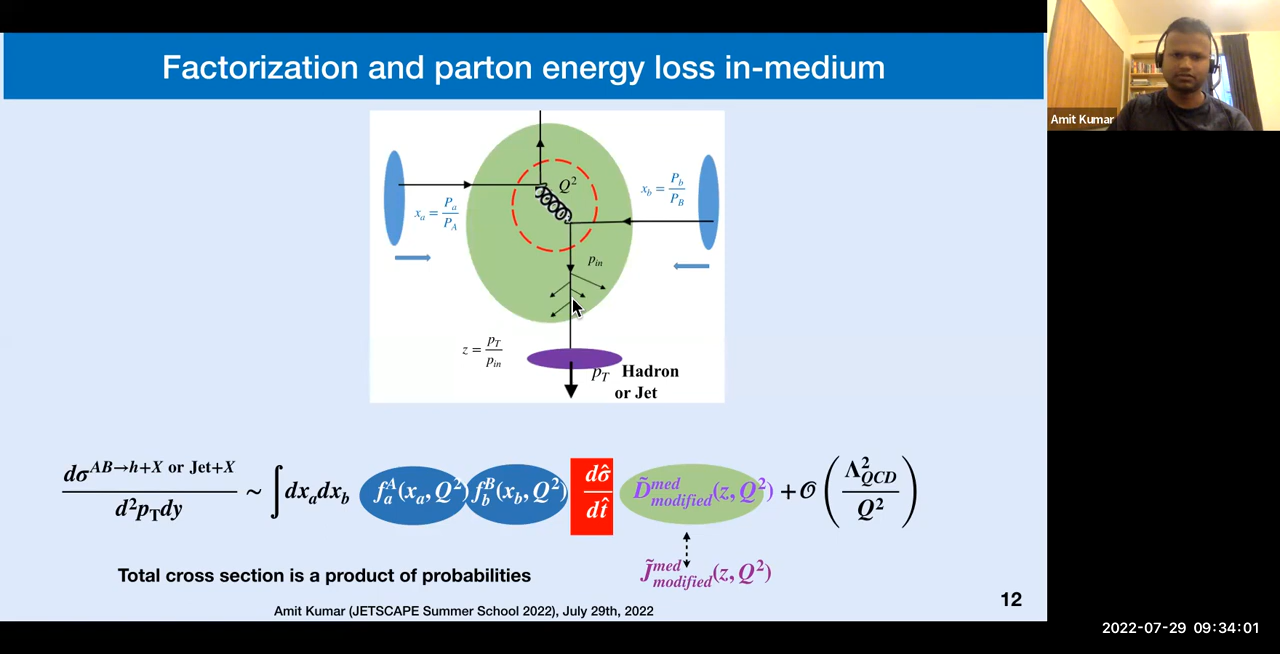 Factorization and parton energy loss in-medium
Amit Kumar
Q²
x_a = P_a / P_A
x_b = P_b / P_B
p_in
z = p_T / p_in
p_T Hadron
or Jet
dσ^{AB→h+X or Jet+X} / d²p_T dy ~ ∫ dx_a dx_b f_a^A(x_a, Q²) f_b^B(x_b, Q²) dσ̂ / dt̂ D̃^{med}_{modified}(z, Q²) + 𝒪 ( Λ²_{QCD} / Q² )
J̃^{med}_{modified}(z, Q²)
Total cross section is a product of probabilities
Amit Kumar (JETSCAPE Summer School 2022), July 29th, 2022
12
2022-07-29 09:34:01